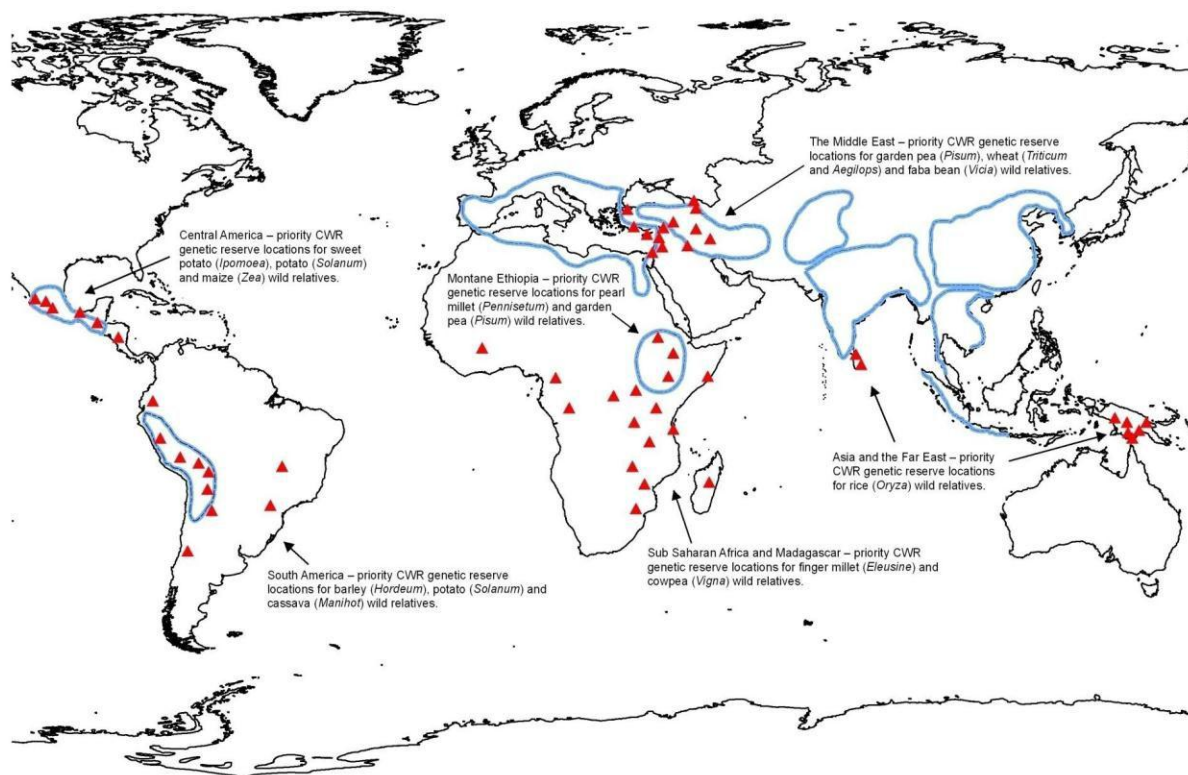 The Middle East – priority CWR genetic reserve
locations for garden pea (Pisum), wheat (Triticum
and Aegilops) and faba bean (Vicia) wild relatives.
Central America – priority CWR
genetic reserve locations for sweet
potato (Ipomoea), potato (Solanum)
and maize (Zea) wild relatives.
Montane Ethiopia – priority CWR
genetic reserve locations for pearl
millet (Pennisetum) and garden
pea (Pisum) wild relatives.
Asia and the Far East – priority
CWR genetic reserve locations
for rice (Oryza) wild relatives.
Sub Saharan Africa and Madagascar – priority CWR
genetic reserve locations for finger millet (Eleusine) and
cowpea (Vigna) wild relatives.
South America – priority CWR genetic reserve
locations for barley (Hordeum), potato (Solanum) and
cassava (Manihot) wild relatives.